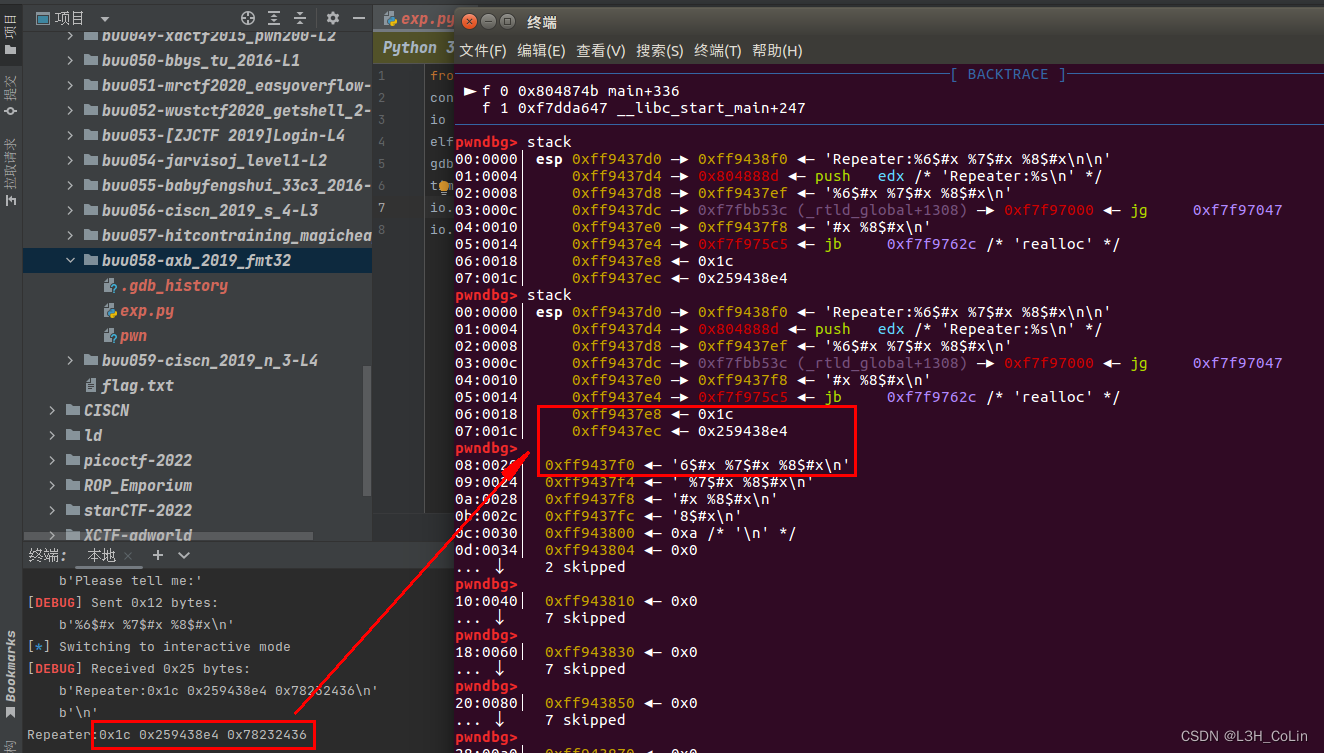 项目
提交
拉取请求
Bookmarks
构
项目
buu049-xdctf2015_pwn200-L2
buu050-bbys_tu_2016-L1
buu051-mrctf2020_easyoverflow-
buu052-wustctf2020_getshell_2-
buu053-[ZJCTF 2019]Login-L4
buu054-jarvisoj_level1-L2
buu055-babyfengshui_33c3_2016-
buu056-ciscn_2019_s_4-L3
buu057-hitcontraining_magichea
buu058-axb_2019_fmt32
.gdb_history
exp.py
pwn
buu059-ciscn_2019_n_3-L4
flag.txt
CISCN
ld
picoctf-2022
ROP_Emporium
starCTF-2022
XCTF-adworld
exp.py
Python 3
1 fro
2 con
3 io
4 elf
5 gdb
6
7 io.
8 io.
终端: 本地 × +
b'Please tell me:'
[DEBUG] Sent 0x12 bytes:
b'%6$#x %7$#x %8$#x\n'
[*] Switching to interactive mode
[DEBUG] Received 0x25 bytes:
b'Repeater:0x1c 0x259438e4 0x78232436\n'
b'\n'
Repeater:0x1c 0x259438e4 0x78232436
终端
文件(F) 编辑(E) 查看(V) 搜索(S) 终端(T) 帮助(H)
[ BACKTRACE ]
► f 0 0x804874b main+336
f 1 0xf7dda647 __libc_start_main+247
pwndbg> stack
00:0000│ esp 0xff9437d0 —▸ 0xff9438f0 ◂— 'Repeater:%6$#x %7$#x %8$#x\n\n'
01:0004│ 0xff9437d4 —▸ 0x804888d ◂— push edx /* 'Repeater:%s\n' */
02:0008│ 0xff9437d8 —▸ 0xff9437ef ◂— '%6$#x %7$#x %8$#x\n'
03:000c│ 0xff9437dc —▸ 0xf7fbb53c (_rtld_global+1308) —▸ 0xf7f97000 ◂— jg 0xf7f97047
04:0010│ 0xff9437e0 —▸ 0xff9437f8 ◂— '#x %8$#x\n'
05:0014│ 0xff9437e4 —▸ 0xf7f975c5 ◂— jb 0xf7f9762c /* 'realloc' */
06:0018│ 0xff9437e8 ◂— 0x1c
07:001c│ 0xff9437ec ◂— 0x259438e4
pwndbg> stack
00:0000│ esp 0xff9437d0 —▸ 0xff9438f0 ◂— 'Repeater:%6$#x %7$#x %8$#x\n\n'
01:0004│ 0xff9437d4 —▸ 0x804888d ◂— push edx /* 'Repeater:%s\n' */
02:0008│ 0xff9437d8 —▸ 0xff9437ef ◂— '%6$#x %7$#x %8$#x\n'
03:000c│ 0xff9437dc —▸ 0xf7fbb53c (_rtld_global+1308) —▸ 0xf7f97000 ◂— jg 0xf7f97047
04:0010│ 0xff9437e0 —▸ 0xff9437f8 ◂— '#x %8$#x\n'
05:0014│ 0xff9437e4 —▸ 0xf7f975c5 ◂— jb 0xf7f9762c /* 'realloc' */
06:0018│ 0xff9437e8 ◂— 0x1c
07:001c│ 0xff9437ec ◂— 0x259438e4
pwndbg>
08:0020│ 0xff9437f0 ◂— '6$#x %7$#x %8$#x\n'
09:0024│ 0xff9437f4 ◂— ' %7$#x %8$#x\n'
0a:0028│ 0xff9437f8 ◂— '#x %8$#x\n'
0b:002c│ 0xff9437fc ◂— '8$#x\n'
0c:0030│ 0xff943800 ◂— 0xa /* '\n' */
0d:0034│ 0xff943804 ◂— 0x0
... ↓ 2 skipped
pwndbg>
10:0040│ 0xff943810 ◂— 0x0
... ↓ 7 skipped
pwndbg>
18:0060│ 0xff943830 ◂— 0x0
... ↓ 7 skipped
pwndbg>
20:0080│ 0xff943850 ◂— 0x0
... ↓ 7 skipped
pwndbg>
28:00a0│ 0xff943870 ◂— 0x0
CSDN @L3H_CoLin